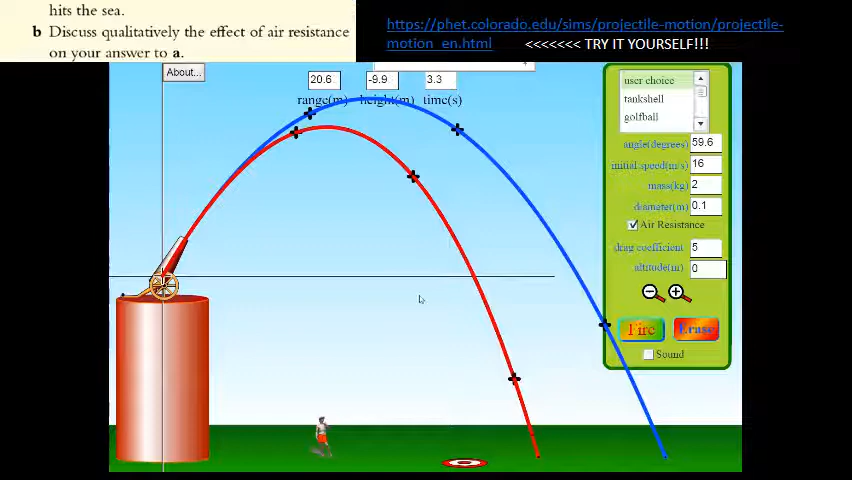 hits the sea.
b Discuss qualitatively the effect of air resistance
on your answer to a.
https://phet.colorado.edu/sims/projectile-motion/projectile-
motion_en.html <<<<<<< TRY IT YOURSELF!!!
About...
20.6 -9.9 3.3
range(m) height(m) time(s)
user choice
tankshell
golfball
angle(degrees) 59.6
initial speed(m/s) 16
mass(kg) 2
diameter(m) 0.1
Air Resistance
drag coefficient 5
altitude(m) 0
Fire Erase
Sound